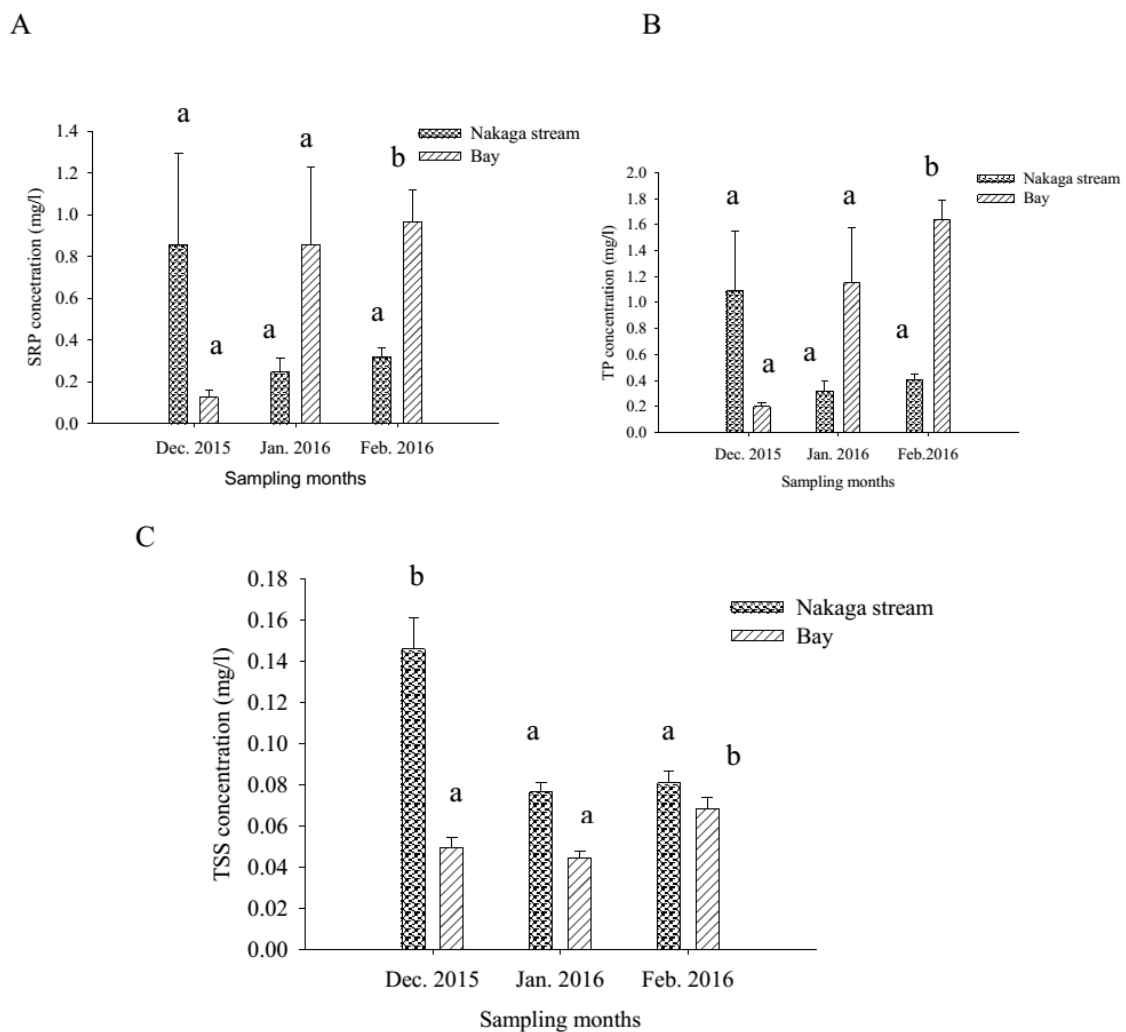 A
B
a
a
b
a
a
a
1.4
1.2
1.0
0.8
0.6
0.4
0.2
0.0
SRP concetration (mg/l)
Nakaga stream
Bay
Dec. 2015
Jan. 2016
Feb. 2016
Sampling months
a
a
b
a
a
a
2.0
1.8
1.6
1.4
1.2
1.0
0.8
0.6
0.4
0.2
0.0
TP concentration (mg/l)
Nakaga stream
Bay
Dec. 2015
Jan. 2016
Feb.2016
Sampling months
C
b
a
a
a
a
b
0.18
0.16
0.14
0.12
0.10
0.08
0.06
0.04
0.02
0.00
TSS concentration (mg/l)
Nakaga stream
Bay
Dec. 2015
Jan. 2016
Feb. 2016
Sampling months